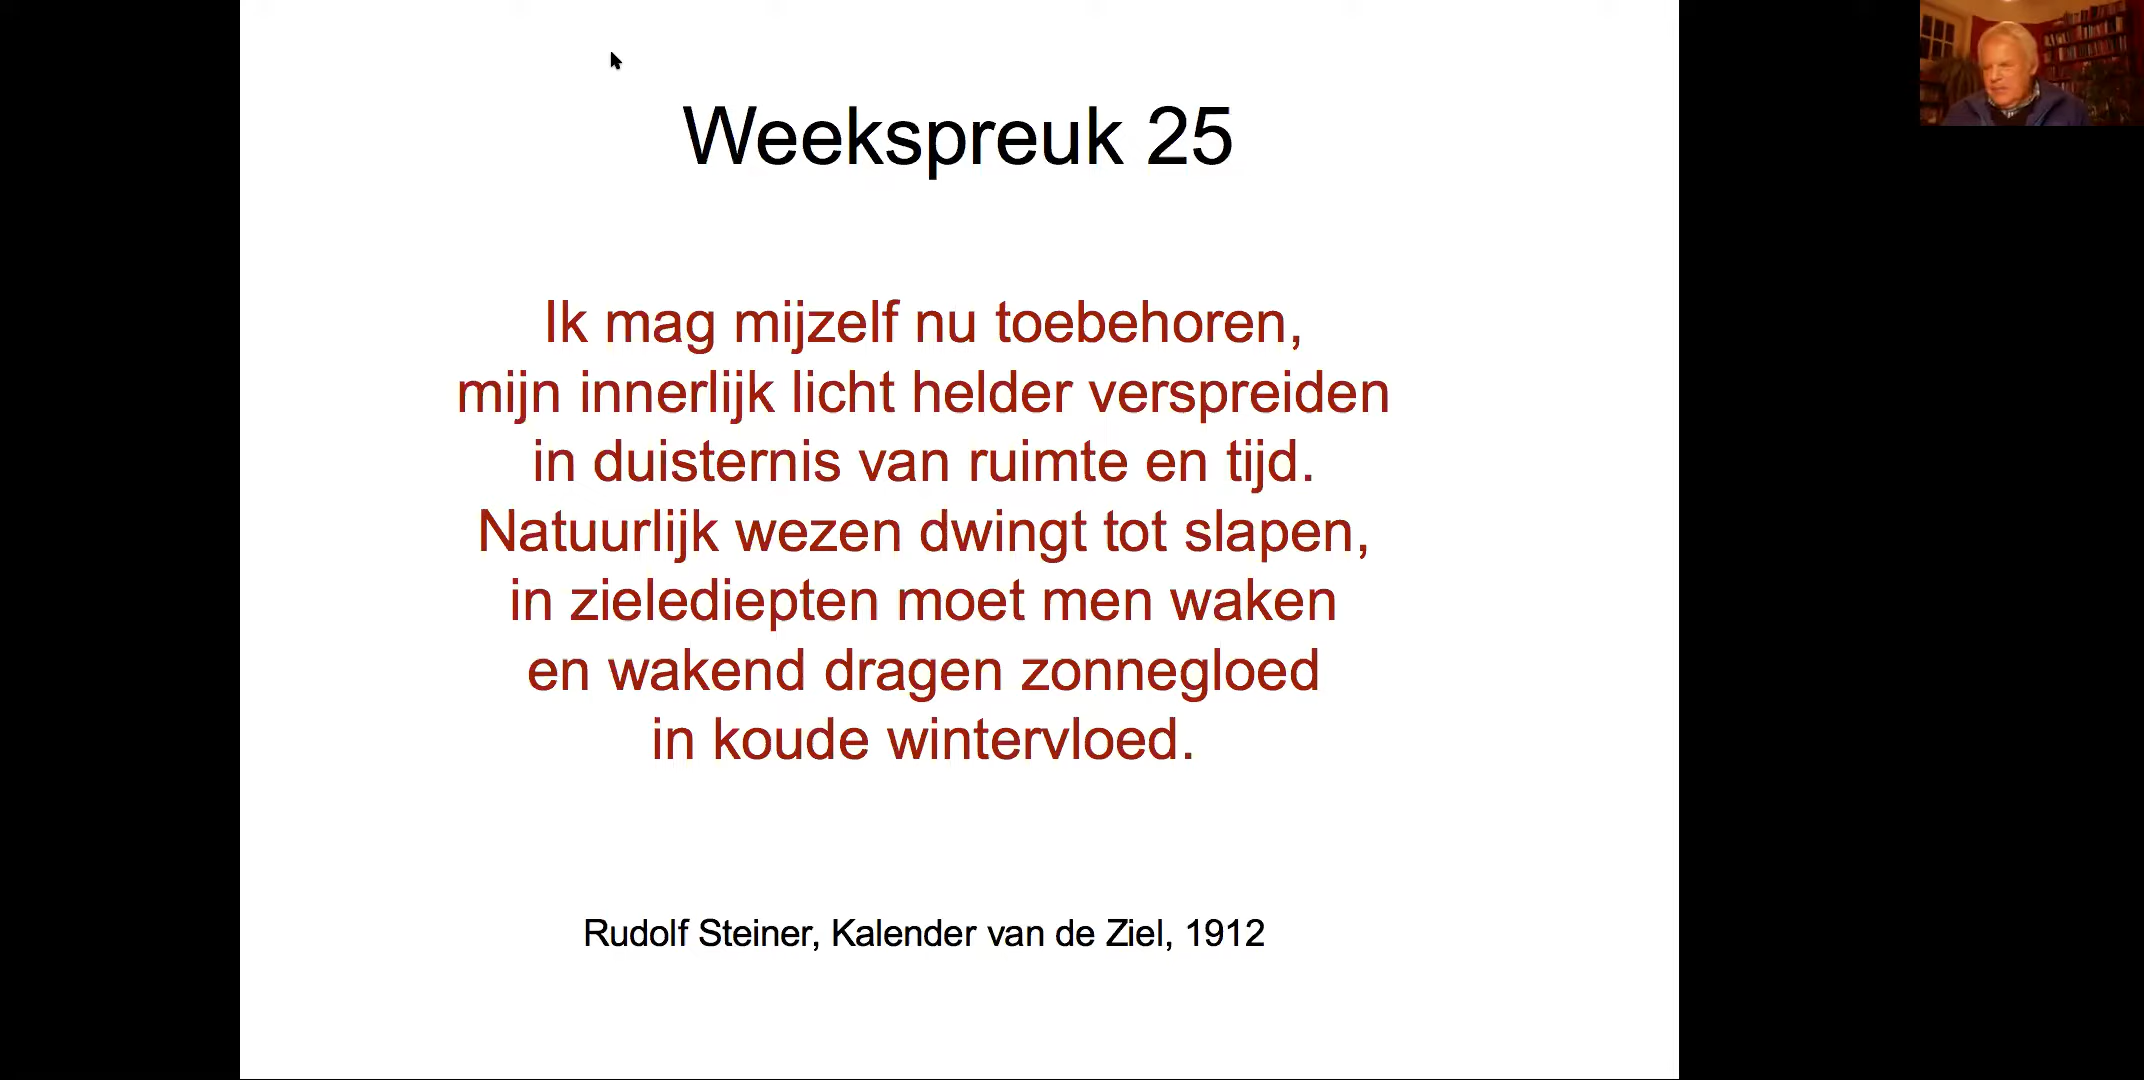 Weekspreuk 25
Ik mag mijzelf nu toebehoren,
mijn innerlijk licht helder verspreiden
in duisternis van ruimte en tijd.
Natuurlijk wezen dwingt tot slapen,
in zielediepten moet men waken
en wakend dragen zonnegloed
in koude wintervloed.
Rudolf Steiner, Kalender van de Ziel, 1912